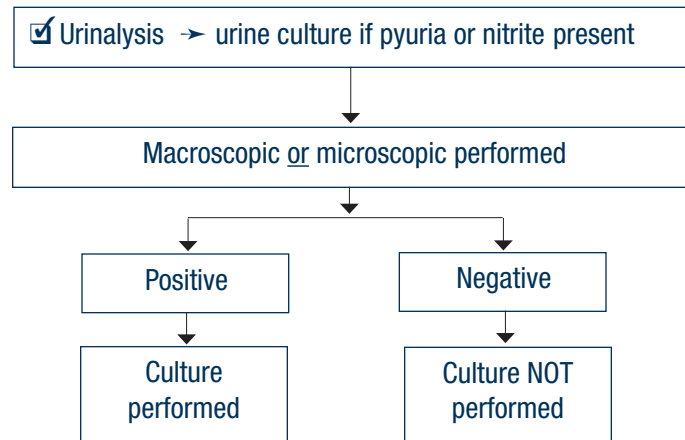 ☑ Urinalysis ➛ urine culture if pyuria or nitrite present
Macroscopic or microscopic performed
Positive
Negative
Culture
performed
Culture NOT
performed